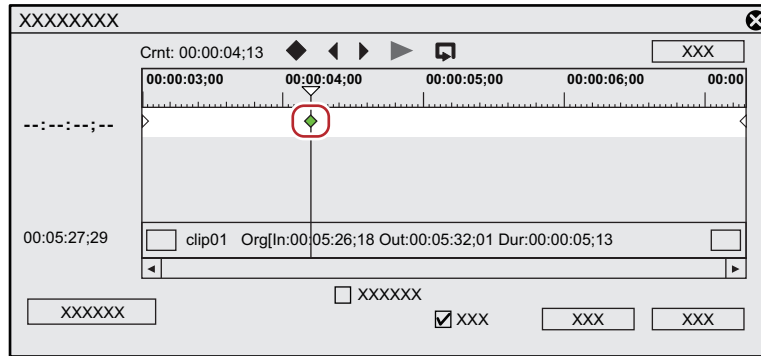 XXXXXXXX
Crnt: 00:00:04;13
XXX
00:00:03;00 00:00:04;00 00:00:05;00 00:00:06;00 00:00
--:--:--;--
00:05:27;29 clip01 Org[In:00:05:26;18 Out:00:05:32;01 Dur:00:00:05;13
XXXXXX
XXXXXX
XXX XXX XXX